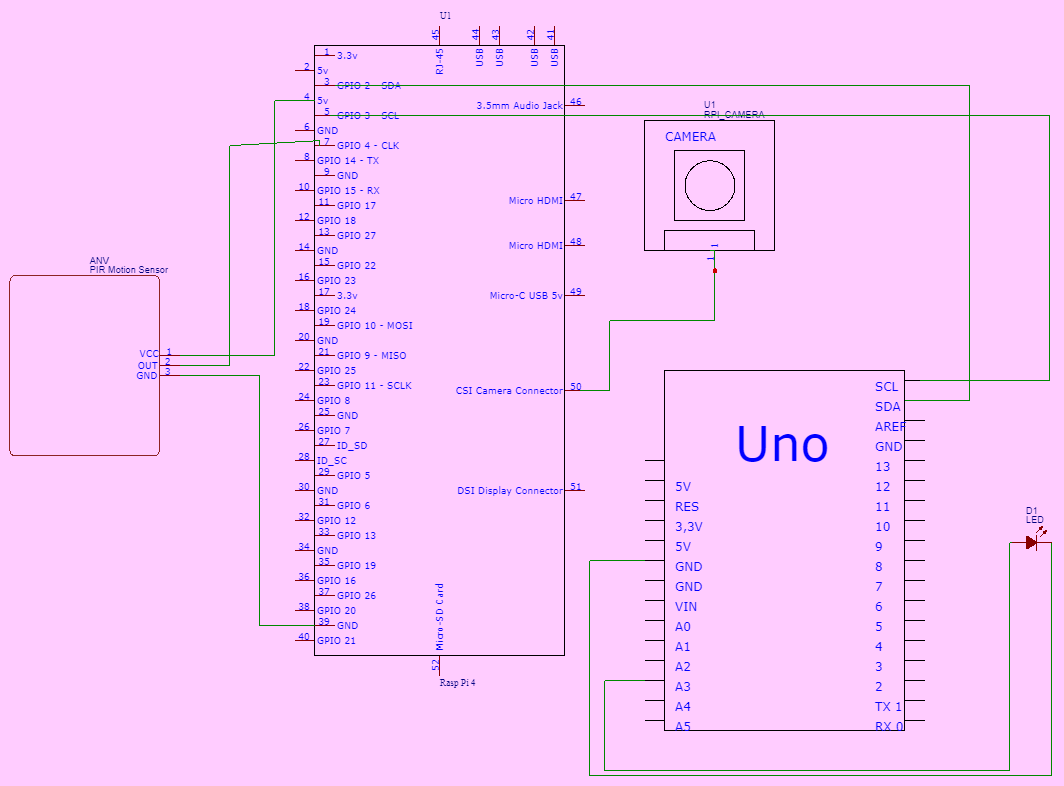 U1
45
44
43
42
41
RJ-45
USB
USB
USB
USB
1 3.3v
2 5v
3 GPIO 2 - SDA
4 5v
5 GPIO 3 - SCL
6 GND
7 GPIO 4 - CLK
8 GPIO 14 - TX
9 GND
10 GPIO 15 - RX
11 GPIO 17
12 GPIO 18
13 GPIO 27
14 GND
15 GPIO 22
16 GPIO 23
17 3.3v
18 GPIO 24
19 GPIO 10 - MOSI
20 GND
21 GPIO 9 - MISO
22 GPIO 25
23 GPIO 11 - SCLK
24 GPIO 8
25 GND
26 GPIO 7
27 ID_SD
28 ID_SC
29 GPIO 5
30 GND
31 GPIO 6
32 GPIO 12
33 GPIO 13
34 GND
35 GPIO 19
36 GPIO 16
37 GPIO 26
38 GPIO 20
39 GND
40 GPIO 21
3.5mm Audio Jack 46
Micro HDMI 47
Micro HDMI 48
Micro-C USB 5v 49
CSI Camera Connector 50
DSI Display Connector 51
Micro-SD Card
52
Rasp Pi 4
ANV
PIR Motion Sensor
VCC 1
OUT 2
GND 3
U1
RPI_CAMERA
CAMERA
1
1
Uno
5V
RES
3,3V
5V
GND
GND
VIN
A0
A1
A2
A3
A4
A5
SCL
SDA
AREF
GND
13
12
11
10
9
8
7
6
5
4
3
2
TX 1
RX 0
D1
LED